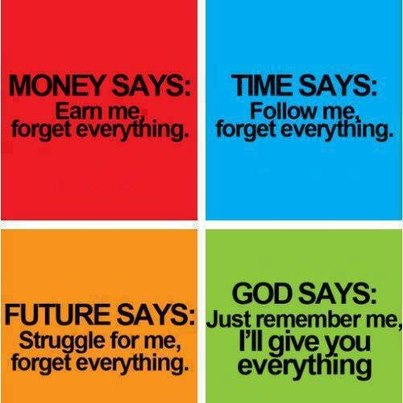 MONEY SAYS:
Earn me,
forget everything.
TIME SAYS:
Follow me,
forget everything.
FUTURE SAYS:
Struggle for me,
forget everything.
GOD SAYS:
Just remember me,
I'll give you
everything